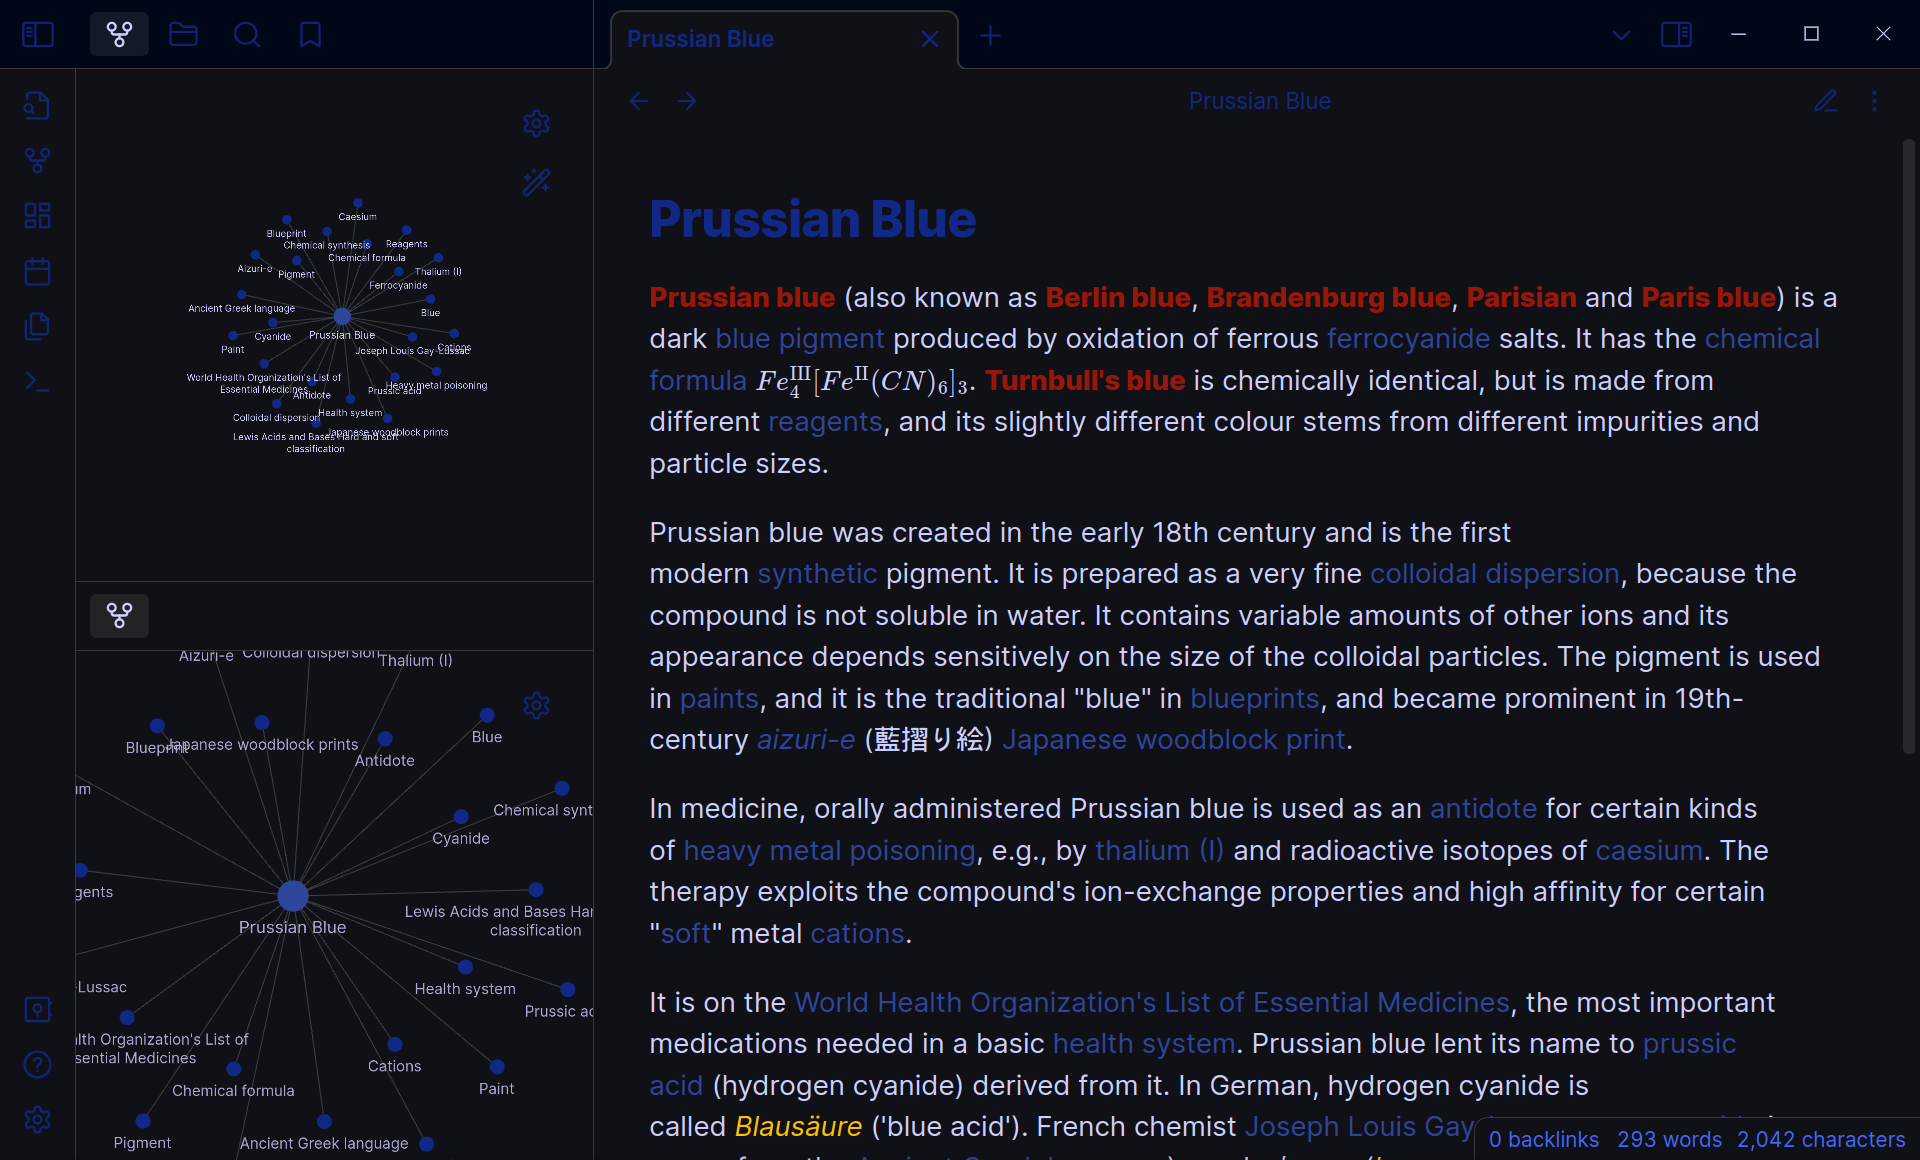 Prussian Blue
Prussian Blue
Caesium
Blueprint
Chemical synthesis
Reagents
Chemical formula
Aizuri-e
Pigment
Thalium (I)
Ferrocyanide
Ancient Greek language
Blue
Cyanide
Prussian Blue
Paint
Joseph Louis Gay-Lussac
Cations
World Health Organization's List of
Essential Medicines
Antidote
Prussic acid
Heavy metal poisoning
Colloidal dispersion
Health system
Japanese woodblock prints
Lewis Acids and Bases Hard and soft
classification
Aizuri-e
Colloidal dispersion
Thalium (I)
Blueprint
Japanese woodblock prints
Antidote
Blue
Chemical synt
Cyanide
gents
Lewis Acids and Bases Har
classification
Prussian Blue
Health system
-Lussac
Prussic ac
lth Organization's List of
sential Medicines
Cations
Chemical formula
Paint
Pigment
Ancient Greek language
Prussian Blue
Prussian blue (also known as Berlin blue, Brandenburg blue, Parisian and Paris blue) is a
dark blue pigment produced by oxidation of ferrous ferrocyanide salts. It has the chemical
formula Fe₄ᴵᴵᴵ[Feᴵᴵ(CN)₆]₃. Turnbull's blue is chemically identical, but is made from
different reagents, and its slightly different colour stems from different impurities and
particle sizes.
Prussian blue was created in the early 18th century and is the first
modern synthetic pigment. It is prepared as a very fine colloidal dispersion, because the
compound is not soluble in water. It contains variable amounts of other ions and its
appearance depends sensitively on the size of the colloidal particles. The pigment is used
in paints, and it is the traditional "blue" in blueprints, and became prominent in 19th-
century aizuri-e (藍摺り絵) Japanese woodblock print.
In medicine, orally administered Prussian blue is used as an antidote for certain kinds
of heavy metal poisoning, e.g., by thalium (I) and radioactive isotopes of caesium. The
therapy exploits the compound's ion-exchange properties and high affinity for certain
"soft" metal cations.
It is on the World Health Organization's List of Essential Medicines, the most important
medications needed in a basic health system. Prussian blue lent its name to prussic
acid (hydrogen cyanide) derived from it. In German, hydrogen cyanide is
called Blausäure ('blue acid'). French chemist Joseph Louis Gay
0 backlinks 293 words 2,042 characters